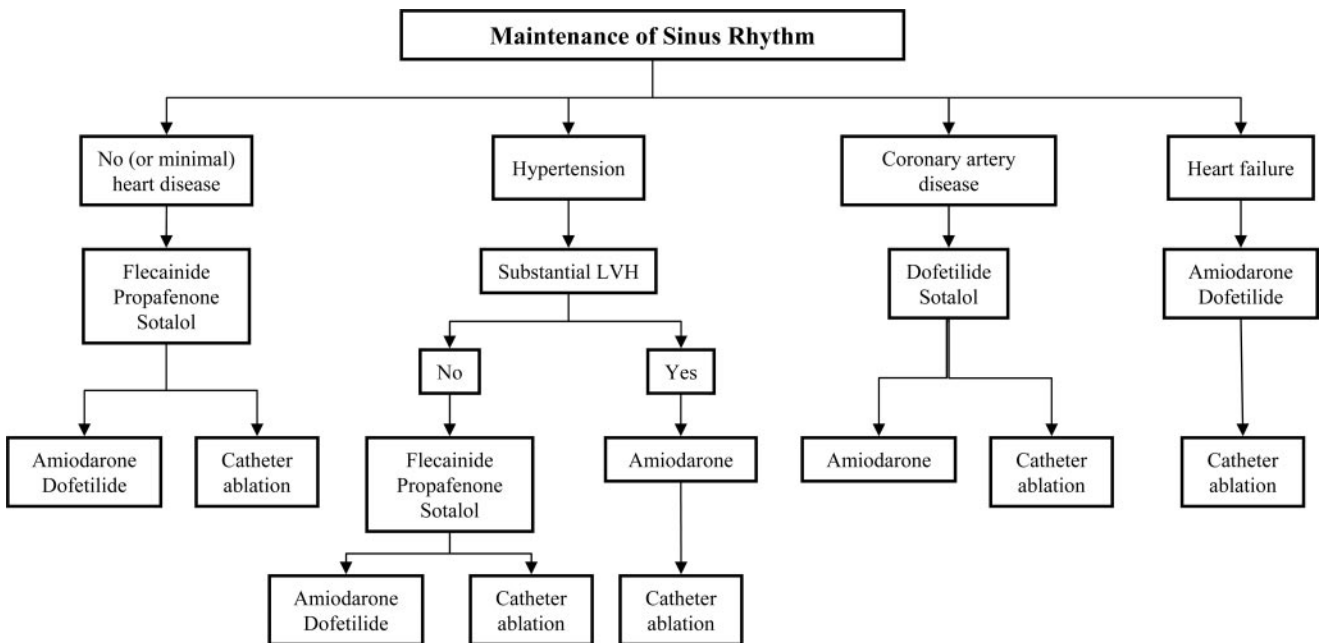 Maintenance of Sinus Rhythm
No (or minimal)
heart disease
Hypertension
Coronary artery
disease
Heart failure
Flecainide
Propafenone
Sotalol
Substantial LVH
Dofetilide
Sotalol
Amiodarone
Dofetilide
No
Yes
Amiodarone
Dofetilide
Catheter
ablation
Flecainide
Propafenone
Sotalol
Amiodarone
Amiodarone
Catheter
ablation
Catheter
ablation
Amiodarone
Dofetilide
Catheter
ablation
Catheter
ablation